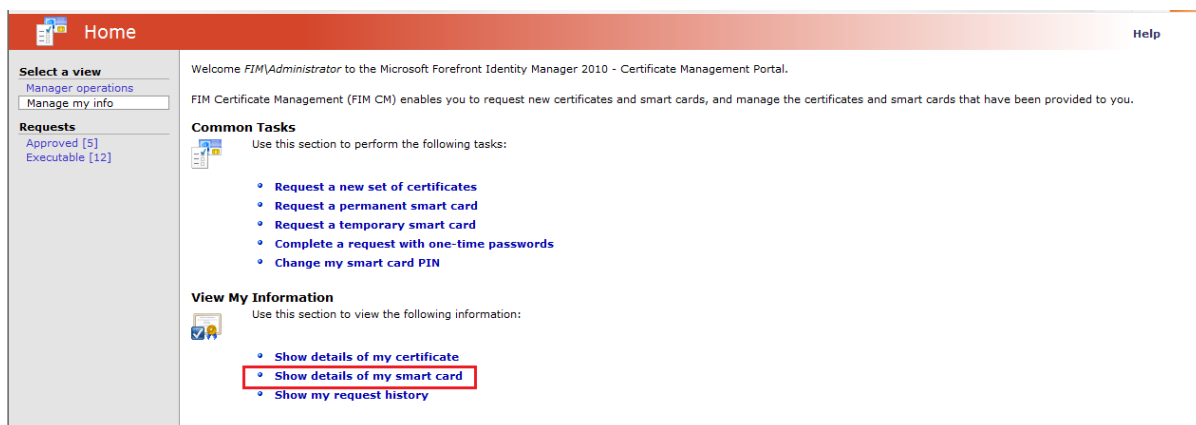 Home
Help
Select a view
Manager operations
Manage my info
Requests
Approved [5]
Executable [12]
Welcome FIM\Administrator to the Microsoft Forefront Identity Manager 2010 - Certificate Management Portal.
FIM Certificate Management (FIM CM) enables you to request new certificates and smart cards, and manage the certificates and smart cards that have been provided to you.
Common Tasks
Use this section to perform the following tasks:
Request a new set of certificates
Request a permanent smart card
Request a temporary smart card
Complete a request with one-time passwords
Change my smart card PIN
View My Information
Use this section to view the following information:
Show details of my certificate
Show details of my smart card
Show my request history